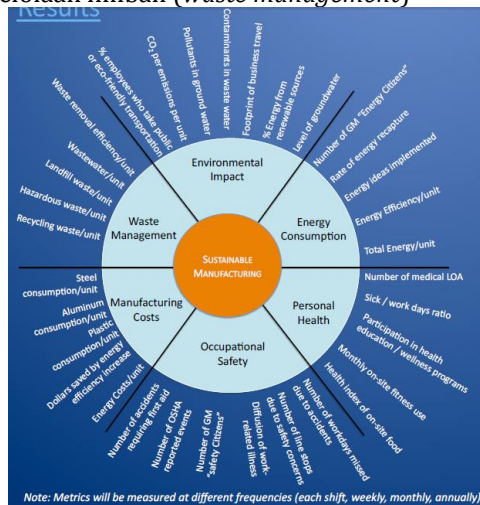 (waste management)
Results
Environmental
Impact
Energy
Consumption
Personal
Health
Occupational
Safety
Manufacturing
Costs
Waste
Management
SUSTAINABLE
MANUFACTURING
% employees who take public
or eco-friendly transportation
CO2 per emissions per unit
Pollutants in ground water
Contaminants in waste water
Footprint of business travel
% Energy from
renewable sources
Level of groundwater
Number of GM "Energy Citizens"
Rate of energy recapture
Energy ideas implemented
Energy Efficiency/unit
Total Energy/unit
Number of medical LOA
Sick / work days ratio
Participation in health
education / wellness programs
Monthly on-site fitness use
Health index of on-site food
Number of workdays missed
due to accidents
Number of line stops
due to safety concerns
Diffusion of work-
related illness
Number of GM
"safety Citizens"
Number of OSHA
reported events
Number of accidents
requiring first aid
Energy Costs/unit
Dollars saved by energy
efficiency increase
Plastic
consumption/unit
Aluminum
consumption/unit
Steel
consumption/unit
Recycling waste/unit
Hazardous waste/unit
Landfill waste/unit
Wastewater/unit
Waste removal efficiency/unit
Note: Metrics will be measured at different frequencies (each shift, weekly, monthly, annually)